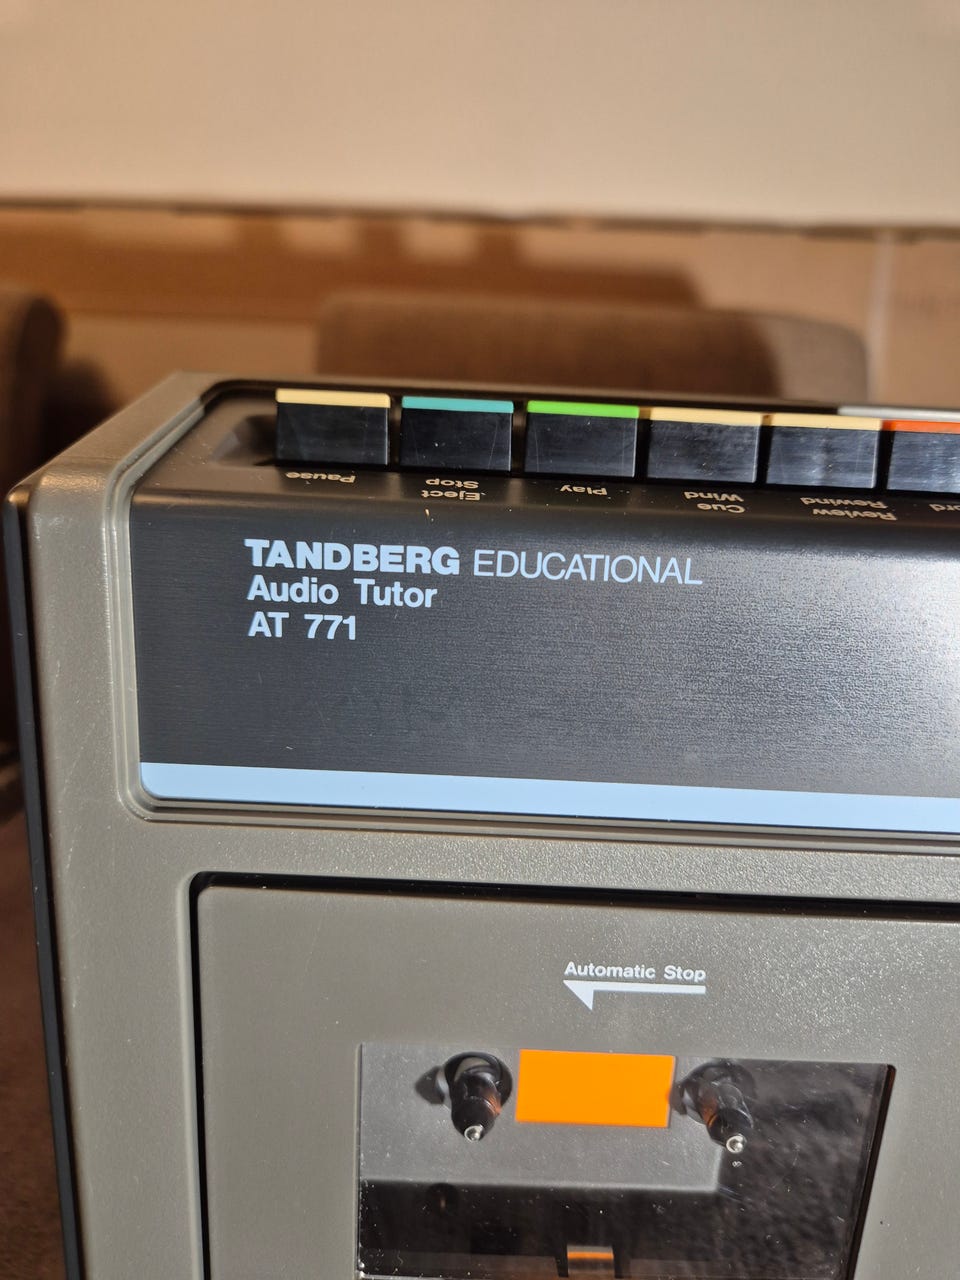 Pause
Eject
Stop
Play
Cue
Wind
Review
Rewind
TANDBERG EDUCATIONAL
Audio Tutor
AT 771
Automatic Stop